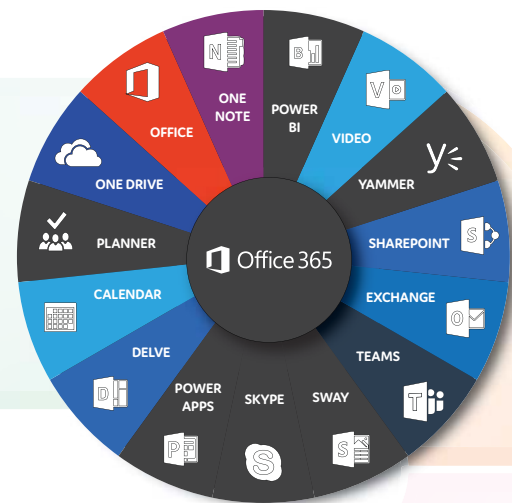 ONE
NOTE
POWER
BI
VIDEO
YAMMER
SHAREPOINT
EXCHANGE
TEAMS
SWAY
SKYPE
POWER
APPS
DELVE
CALENDAR
PLANNER
ONE DRIVE
OFFICE
Office 365
N
B
V
S
O
T
S
S
P
D